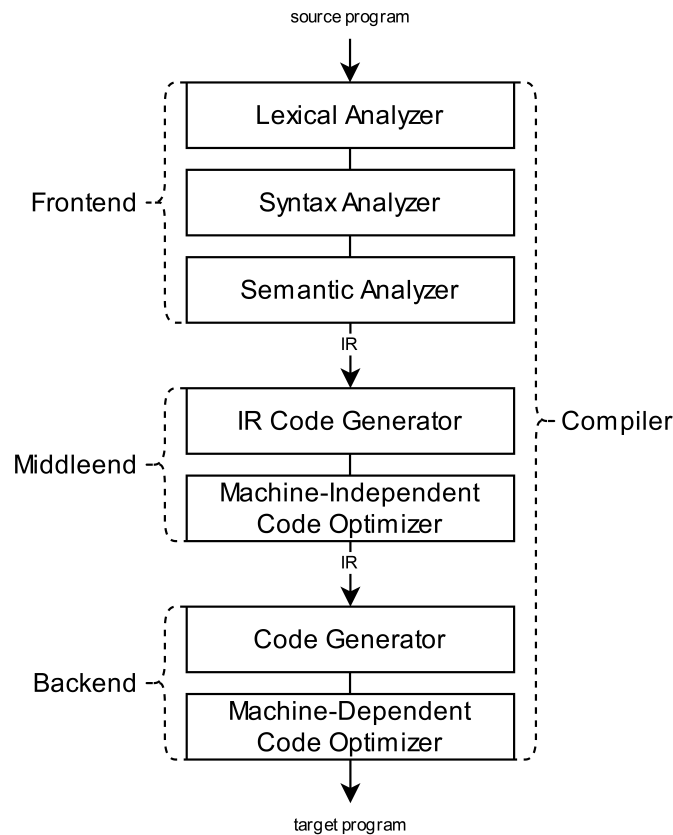 source program
Lexical Analyzer
Frontend
Syntax Analyzer
Semantic Analyzer
IR
IR Code Generator
Compiler
Middleend
Machine-Independent
Code Optimizer
IR
Code Generator
Backend
Machine-Dependent
Code Optimizer
target program